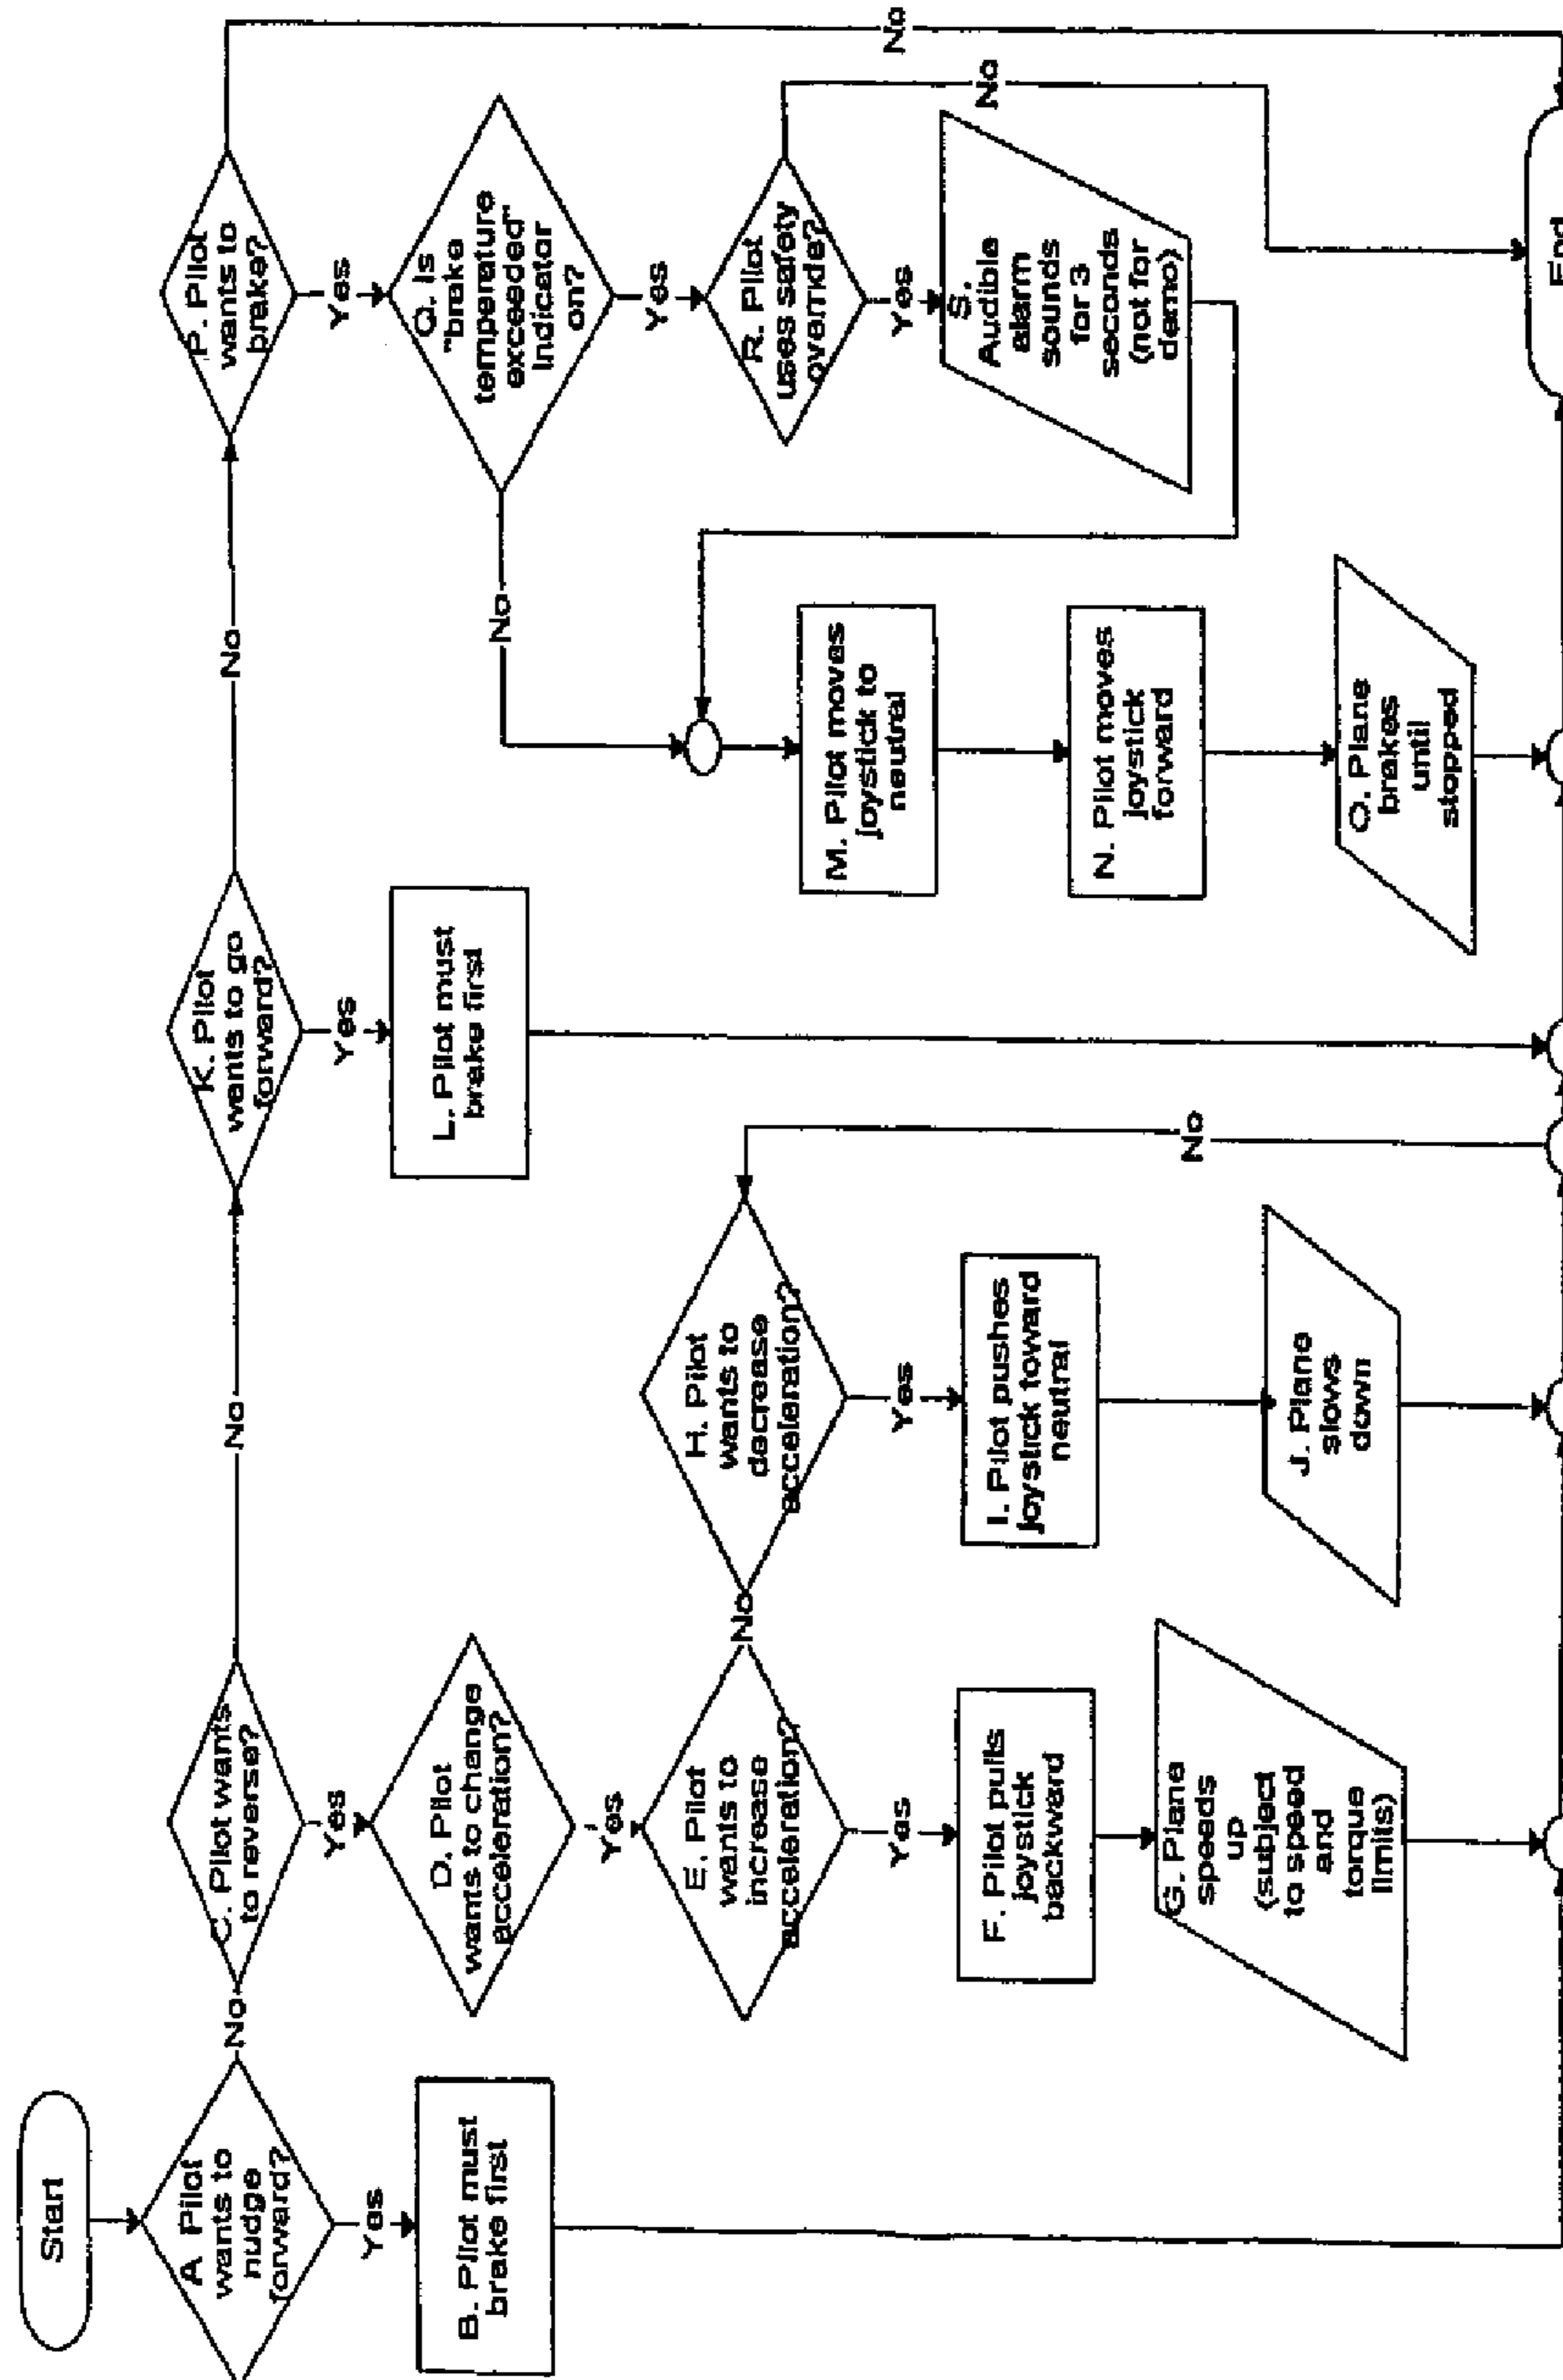 Start
A Pilot
wants to
nudge
forward?
Yes
B. Pilot must
brake first
No
C. Pilot wants
to reverse?
Yes
D. Pilot
wants to change
acceleration?
Yes
E. Pilot
wants to
increase
acceleration?
Yes
F. Pilot pulls
joystick
backward
G. Plane
speeds
up
(subject
to speed
and
torque
limits)
No
H. Pilot
wants to
decrease
acceleration?
Yes
I. Pilot pushes
joystick toward
neutral
J. Plane
slows
down
No
No
K. Pilot
wants to go
forward?
Yes
L. Pilot must
brake first
No
P. Pilot
wants to
brake?
Yes
Q. Is
"brake
temperature
exceeded"
indicator
on?
No
Yes
R. Pilot
uses safety
override?
Yes
S.
Audible
alarm
sounds
for 3
seconds
(not for
demo)
M. Pilot moves
joystick to
neutral
N. Pilot moves
joystick
forward
O. Plane
brakes
until
stopped
No
No
End